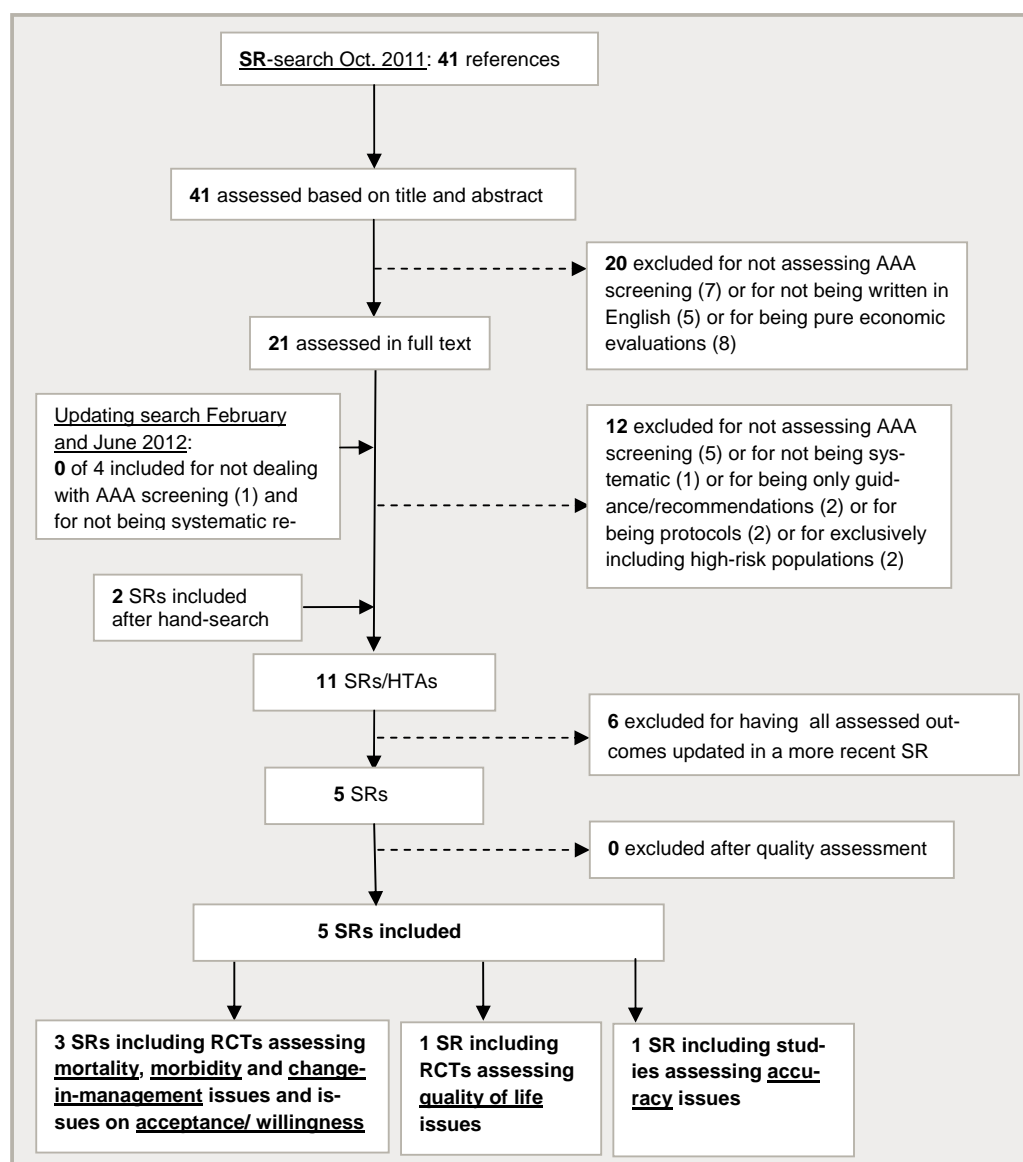 SR-search Oct. 2011: 41 references
41 assessed based on title and abstract
20 excluded for not assessing AAA
screening (7) or for not being written in
English (5) or for being pure economic
evaluations (8)
21 assessed in full text
Updating search February
and June 2012:
0 of 4 included for not dealing
with AAA screening (1) and
for not being systematic re-
12 excluded for not assessing AAA
screening (5) or for not being sys-
tematic (1) or for being only guid-
ance/recommendations (2) or for
being protocols (2) or for exclusively
including high-risk populations (2)
2 SRs included
after hand-search
11 SRs/HTAs
6 excluded for having all assessed out-
comes updated in a more recent SR
5 SRs
0 excluded after quality assessment
5 SRs included
3 SRs including RCTs assessing
mortality, morbidity and change-
in-management issues and is-
sues on acceptance/ willingness
1 SR including
RCTs assessing
quality of life
issues
1 SR including stud-
ies assessing accu-
racy issues